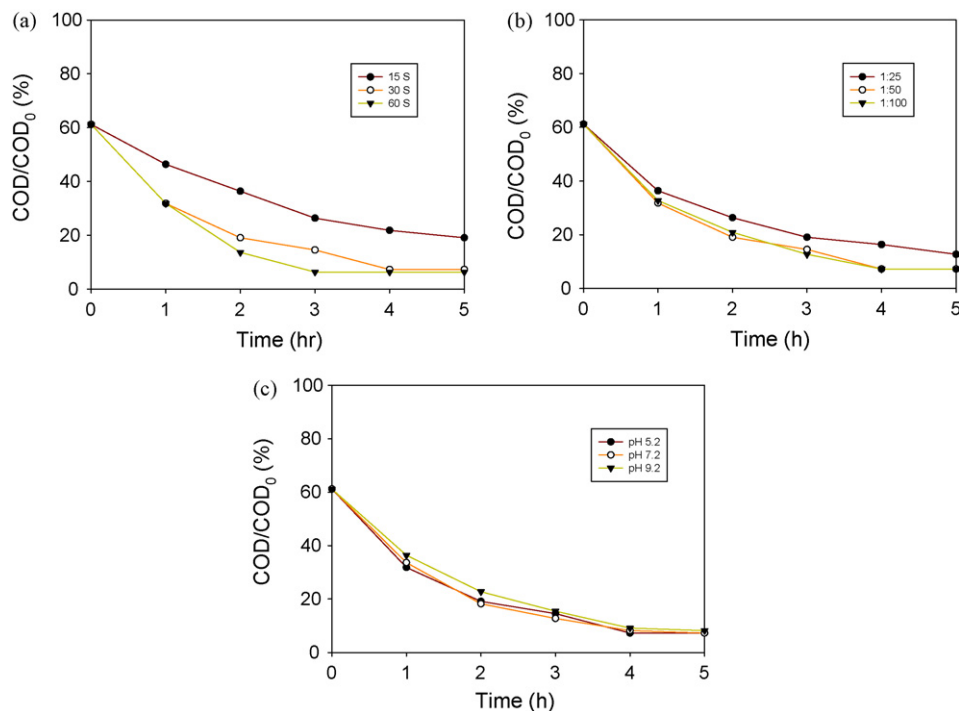 (a)
100
80
60
40
20
0
COD/COD₀ (%)
15 S
30 S
60 S
0 1 2 3 4 5
Time (hr)
(b)
100
80
60
40
20
0
COD/COD₀ (%)
1:25
1:50
1:100
0 1 2 3 4 5
Time (h)
(c)
100
80
60
40
20
0
COD/COD₀ (%)
pH 5.2
pH 7.2
pH 9.2
0 1 2 3 4 5
Time (h)